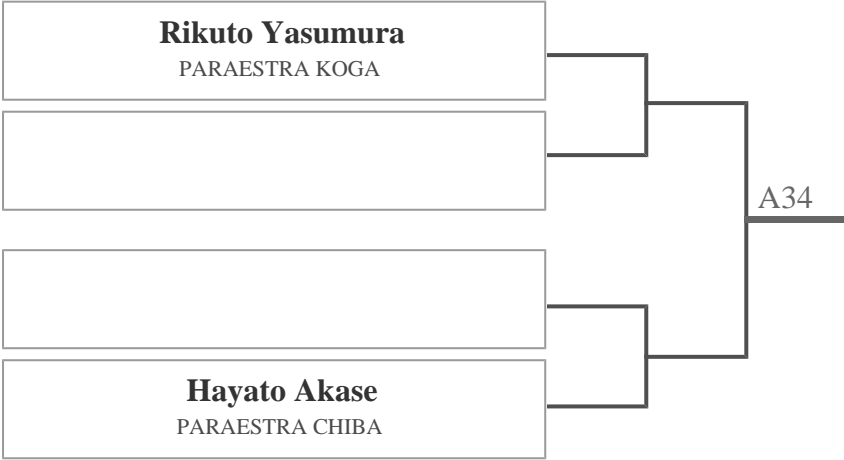 Rikuto Yasumura
PARAESTRA KOGA
A34
Hayato Akase
PARAESTRA CHIBA